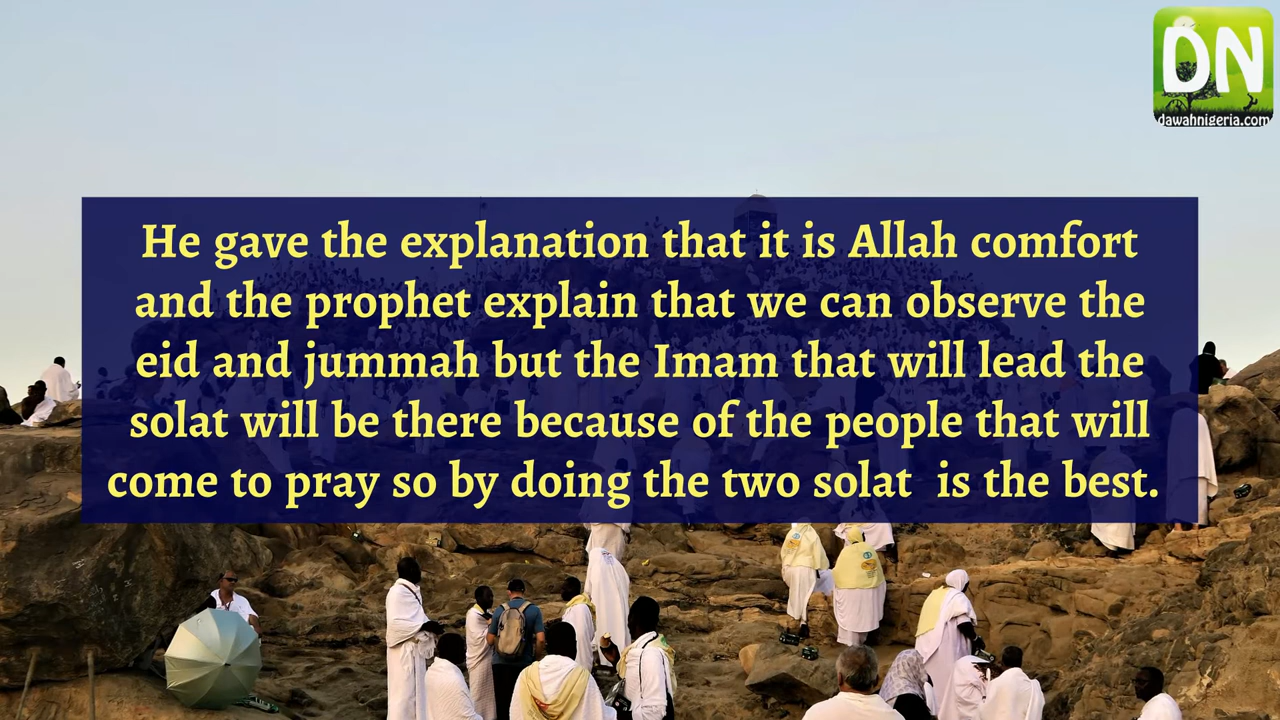 DN
dawahnigeria.com
He gave the explanation that it is Allah comfort
and the prophet explain that we can observe the
eid and jummah but the Imam that will lead the
solat will be there because of the people that will
come to pray so by doing the two solat  is the best.